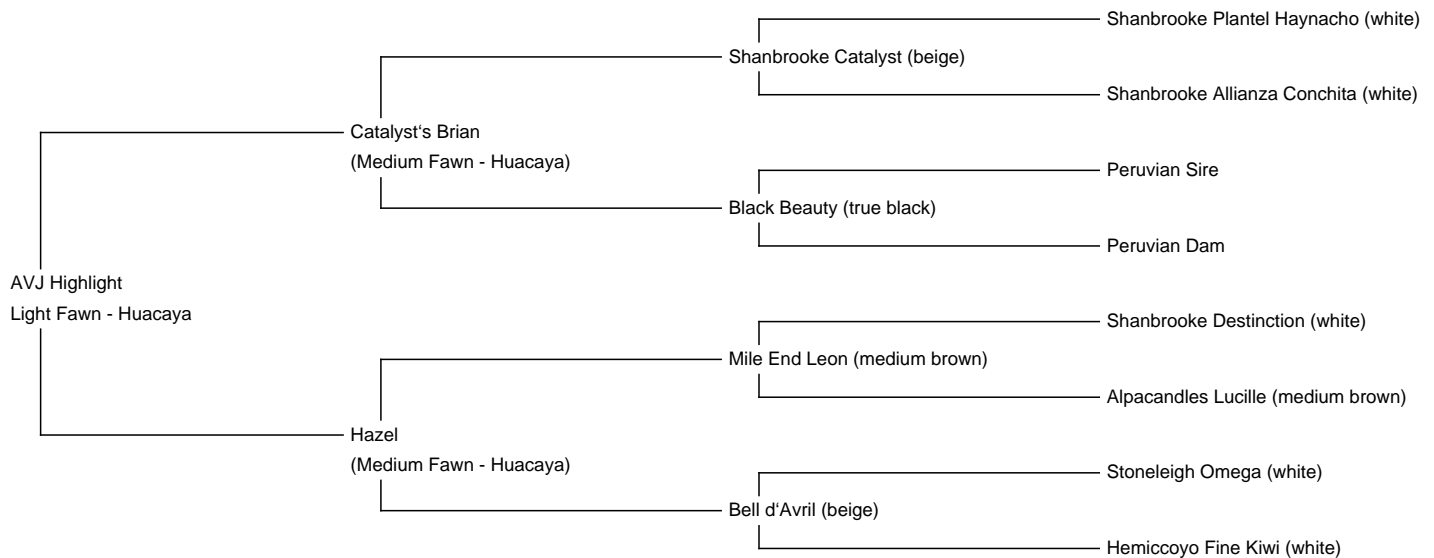 Shanbrooke Plantel Haynacho (white)
Shanbrooke Catalyst (beige)
Shanbrooke Allianza Conchita (white)
Catalyst‘s Brian
(Medium Fawn - Huacaya)
Peruvian Sire
Black Beauty (true black)
Peruvian Dam
AVJ Highlight
Light Fawn - Huacaya
Shanbrooke Destinction (white)
Mile End Leon (medium brown)
Alpacandles Lucille (medium brown)
Hazel
(Medium Fawn - Huacaya)
Stoneleigh Omega (white)
Bell d‘Avril (beige)
Hemiccoyo Fine Kiwi (white)